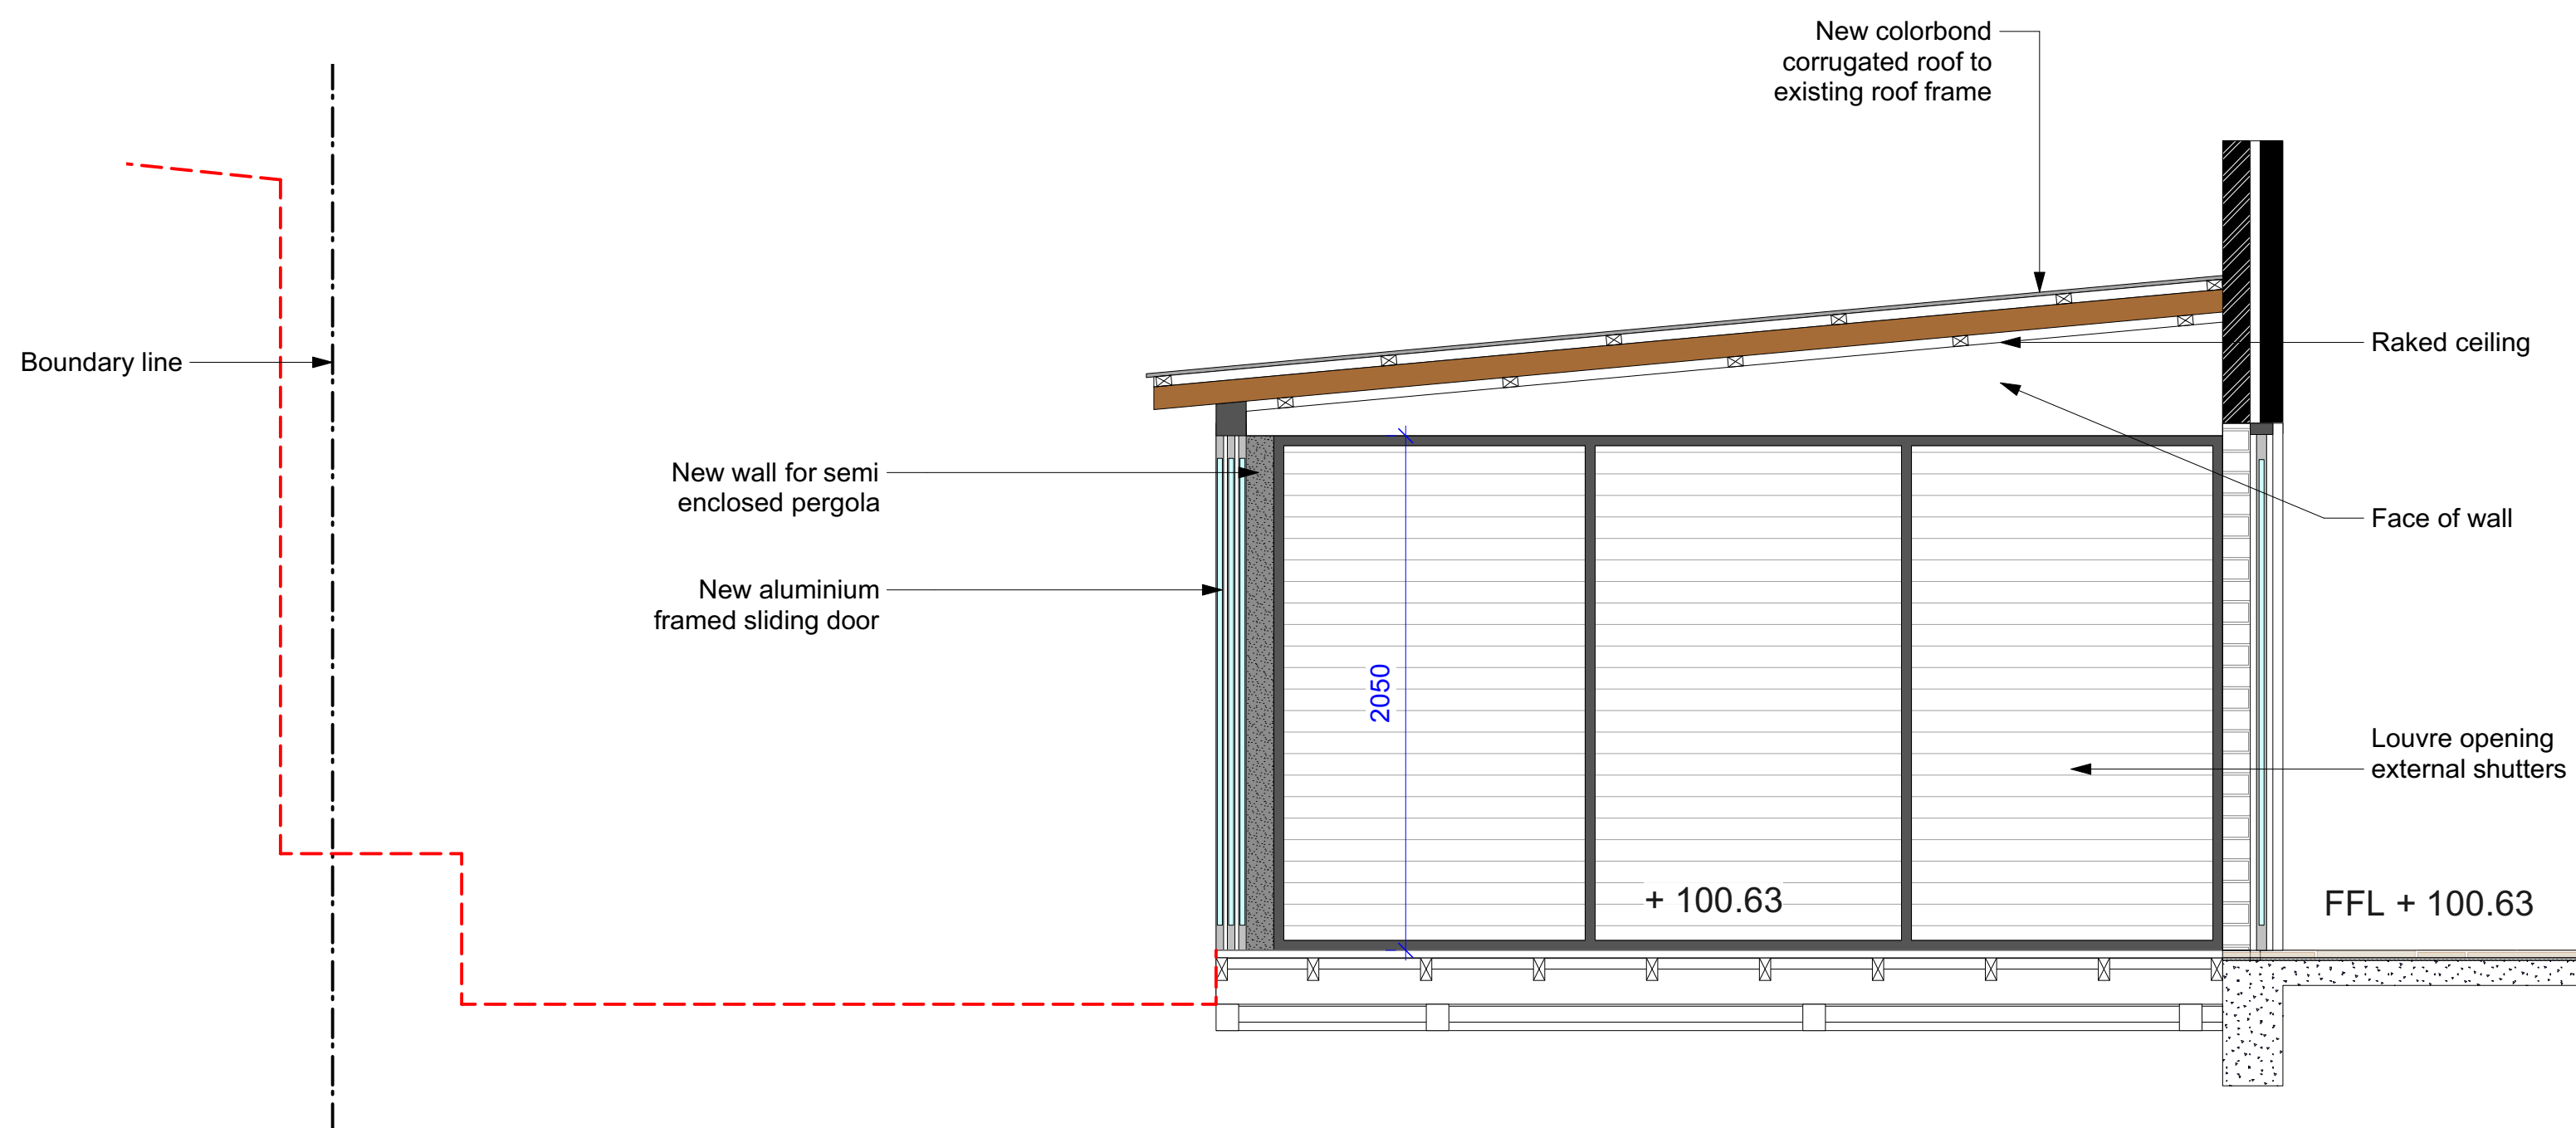 New colorbond
corrugated roof to
existing roof frame
Boundary line
Raked ceiling
New wall for semi
enclosed pergola
Face of wall
New aluminium
framed sliding door
2050
Louvre opening
external shutters
+ 100.63
FFL + 100.63